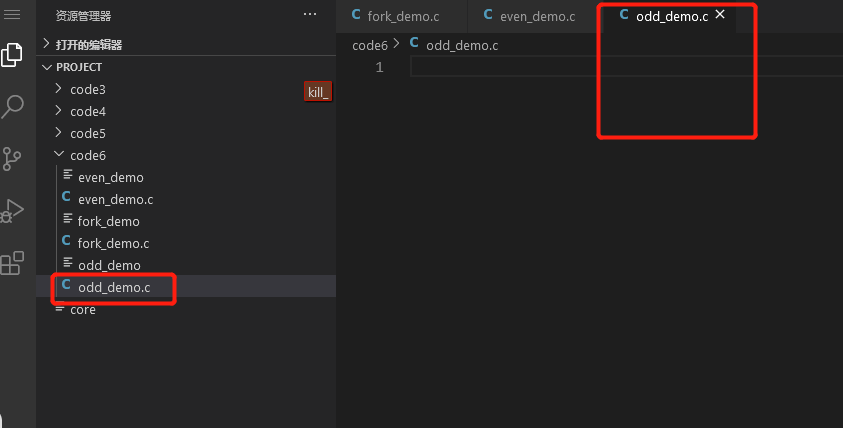 资源管理器 ···
打开的编辑器
PROJECT
code3
code4
code5
code6
even_demo
C even_demo.c
fork_demo
C fork_demo.c
odd_demo
C odd_demo.c
core
kill_
C fork_demo.c C even_demo.c C odd_demo.c ×
code6 > C odd_demo.c
1